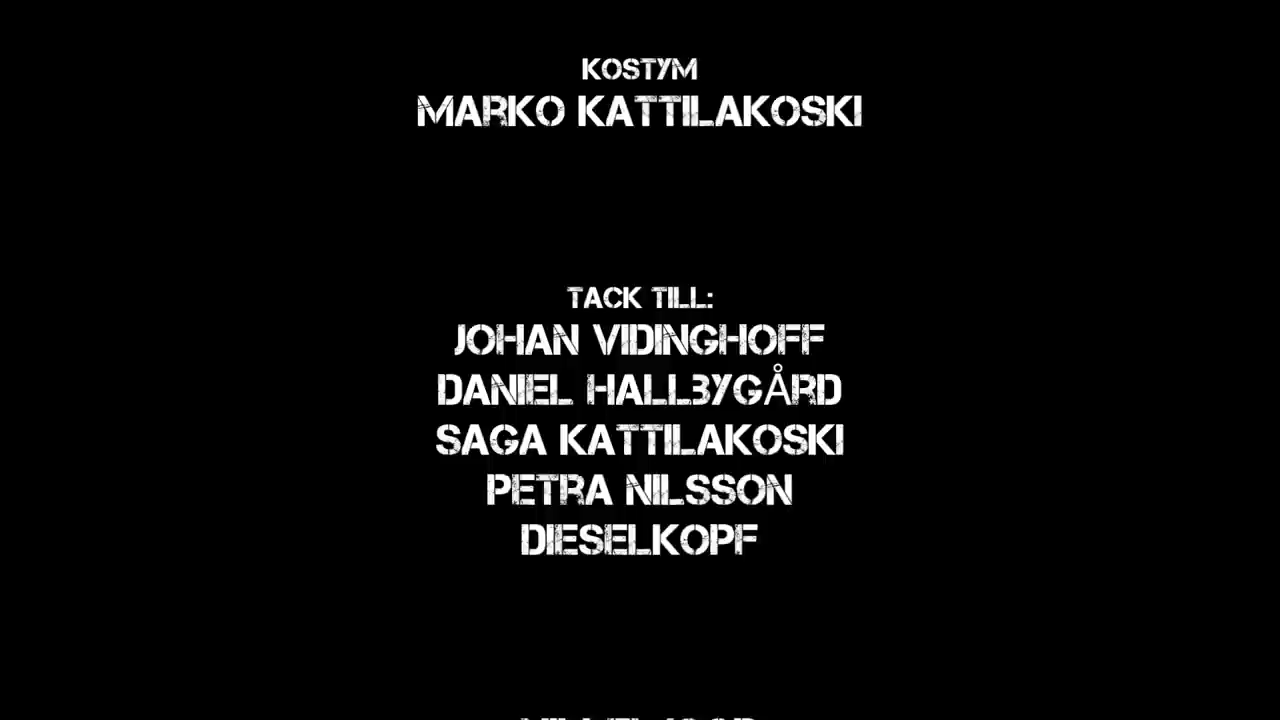 KOSTYM
MARKO KATTILAKOSKI
TACK TILL:
JOHAN VIDINGHOFF
DANIEL HALLBYGÅRD
SAGA KATTILAKOSKI
PETRA NILSSON
DIESELKOPF